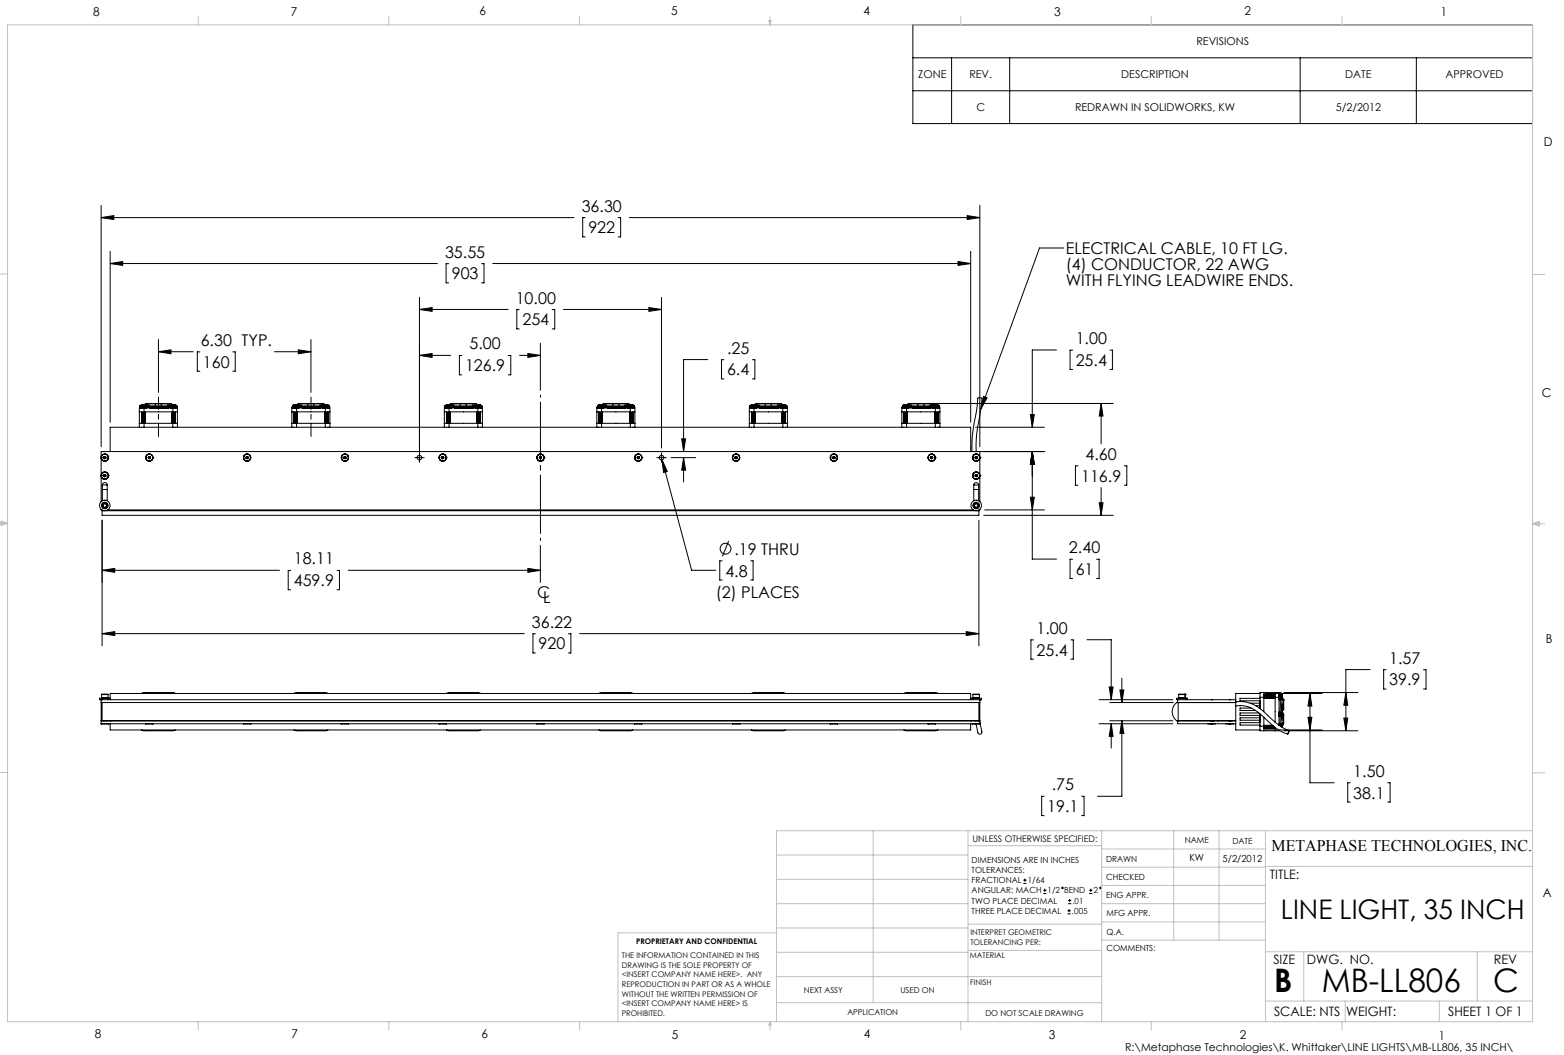 8 7 6 5 4 3 2 1
REVISIONS
ZONE REV. DESCRIPTION DATE APPROVED
C REDRAWN IN SOLIDWORKS, KW 5/2/2012
D
36.30
[922]
35.55
[903]
ELECTRICAL CABLE, 10 FT LG.
(4) CONDUCTOR, 22 AWG
WITH FLYING LEADWIRE ENDS.
10.00
[254]
6.30 TYP.
[160]
5.00
[126.9]
.25
[6.4]
1.00
[25.4]
C
4.60
[116.9]
18.11
[459.9]
Ø.19 THRU
[4.8]
(2) PLACES
2.40
[61]
℄
36.22
[920]
B
1.00
[25.4]
1.57
[39.9]
.75
[19.1]
1.50
[38.1]
A
PROPRIETARY AND CONFIDENTIAL
THE INFORMATION CONTAINED IN THIS
DRAWING IS THE SOLE PROPERTY OF
<INSERT COMPANY NAME HERE>. ANY
REPRODUCTION IN PART OR AS A WHOLE
WITHOUT THE WRITTEN PERMISSION OF
<INSERT COMPANY NAME HERE> IS
PROHIBITED.
NEXT ASSY USED ON
APPLICATION
UNLESS OTHERWISE SPECIFIED:
DIMENSIONS ARE IN INCHES
TOLERANCES:
FRACTIONAL ±1/64
ANGULAR: MACH±1/2° BEND ±2°
TWO PLACE DECIMAL ±.01
THREE PLACE DECIMAL ±.005
INTERPRET GEOMETRIC
TOLERANCING PER:
MATERIAL
FINISH
DO NOT SCALE DRAWING
NAME DATE
DRAWN KW 5/2/2012
CHECKED
ENG APPR.
MFG APPR.
Q.A.
COMMENTS:
METAPHASE TECHNOLOGIES, INC.
TITLE:
LINE LIGHT, 35 INCH
SIZE DWG. NO. REV
B MB-LL806 C
SCALE: NTS WEIGHT: SHEET 1 OF 1
8 7 6 5 4 3 2 1
R:\Metaphase Technologies\K. Whittaker\LINE LIGHTS\MB-LL806, 35 INCH\